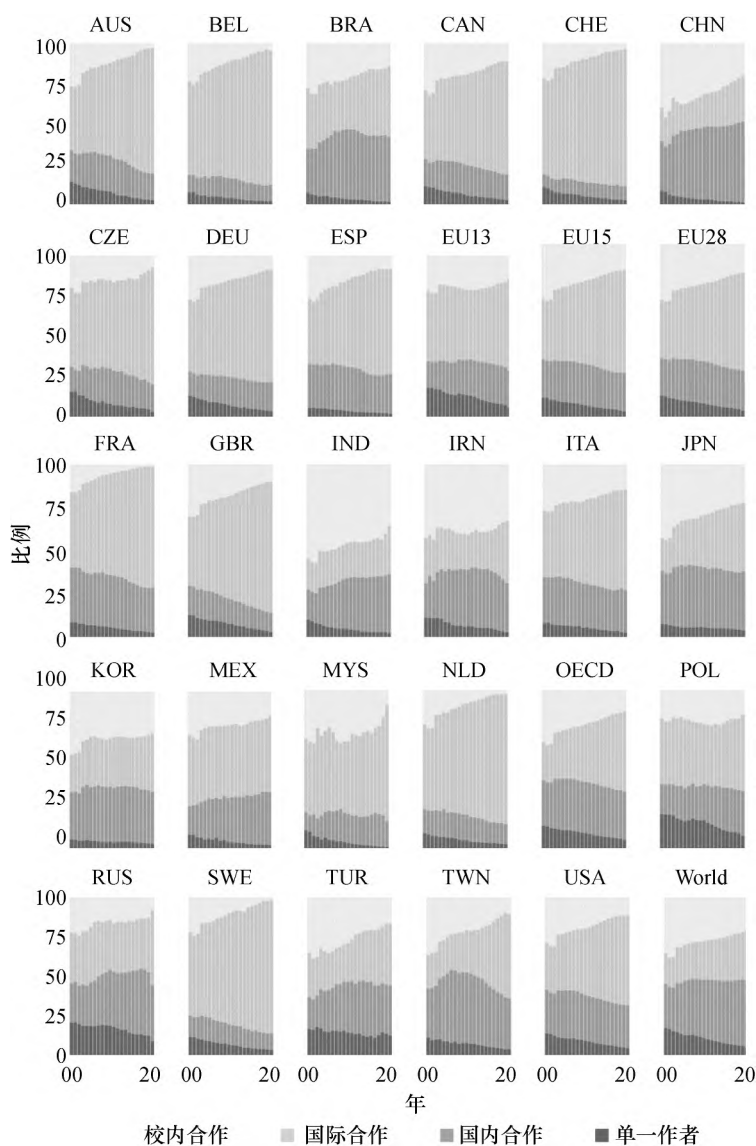 AUS BEL BRA CAN CHE CHN
100
75
50
25
0
CZE DEU ESP EU13 EU15 EU28
100
75
50
25
0
FRA GBR IND IRN ITA JPN
100
75
50
25
0
比例
KOR MEX MYS NLD OECD POL
100
75
50
25
0
RUS SWE TUR TWN USA World
100
75
50
25
0
00 20 00 20 00 20 00 20 00 20 00 20
年
校内合作 国际合作 国内合作 单一作者